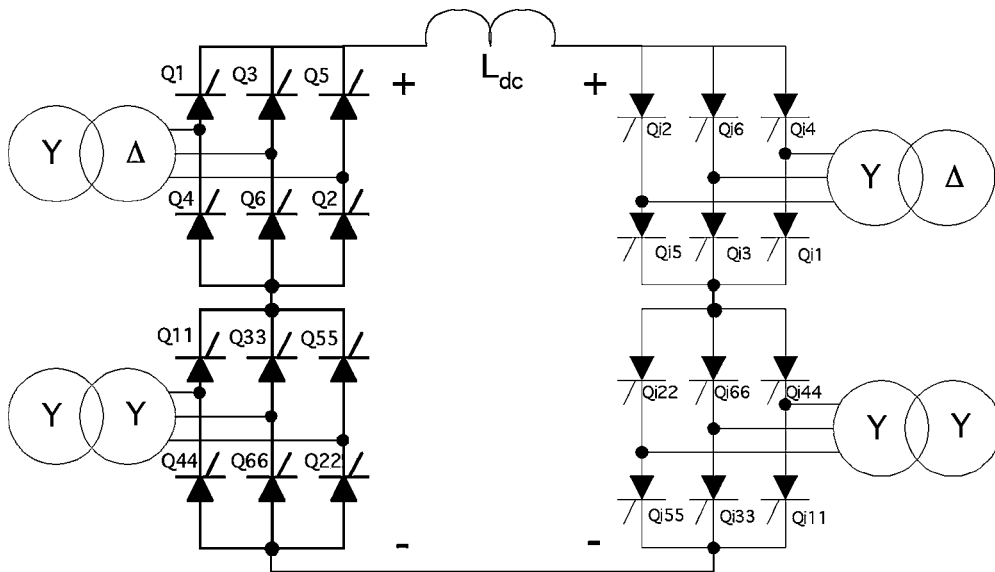 L_dc
Q1 Q3 Q5
+ +
Qi2 Qi6 Qi4
Y Δ
Y Δ
Q4 Q6 Q2
Qi5 Qi3 Qi1
Q11 Q33 Q55
Qi22 Qi66 Qi44
Y Y
Y Y
Q44 Q66 Q22
Qi55 Qi33 Qi11
- -